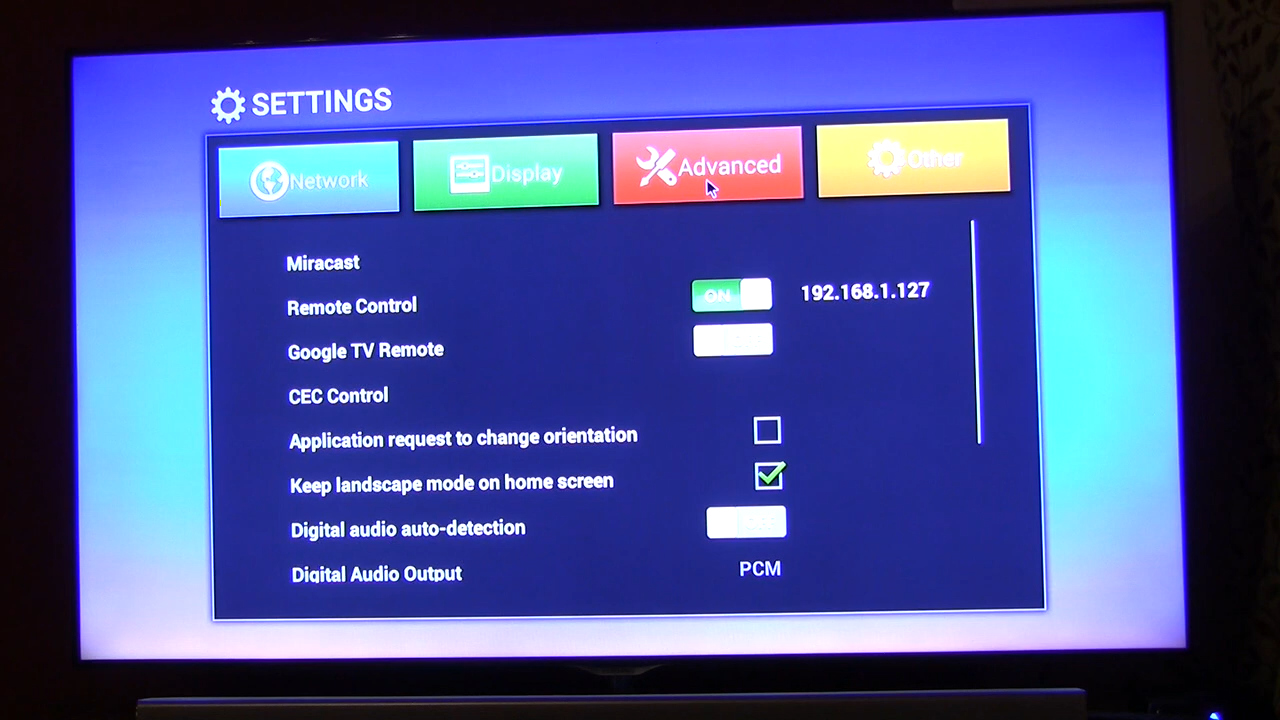 SETTINGS
Network
Display
Advanced
Other
Miracast
Remote Control ON 192.168.1.127
Google TV Remote
CEC Control
Application request to change orientation
Keep landscape mode on home screen
Digital audio auto-detection
Digital Audio Output PCM